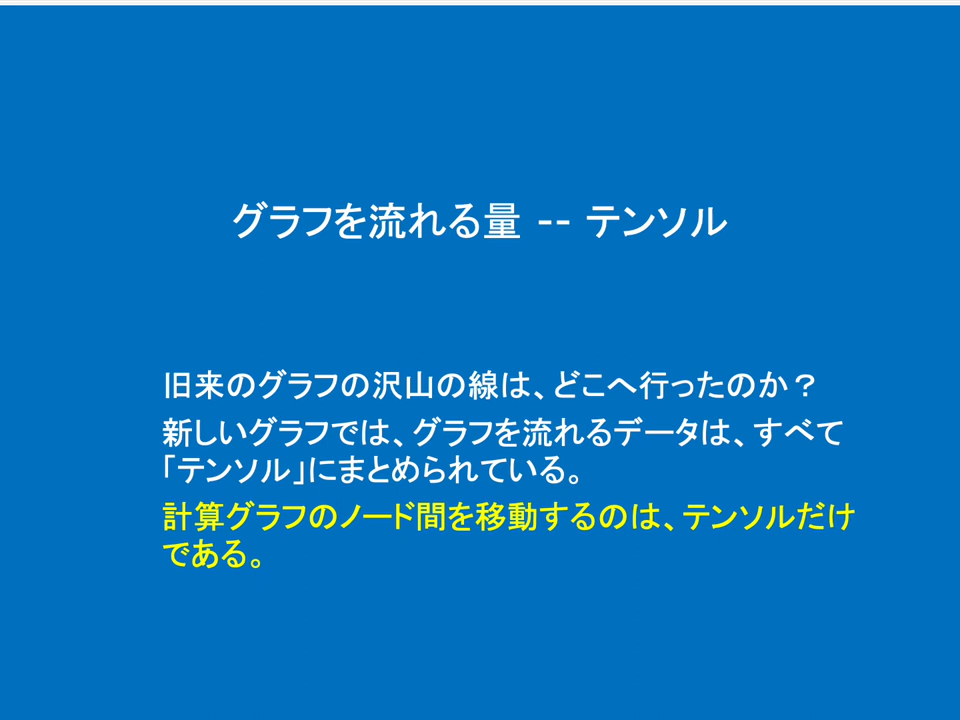 グラフを流れる量 -- テンソル
旧来のグラフの沢山の線は、どこへ行ったのか？
新しいグラフでは、グラフを流れるデータは、すべて
「テンソル」にまとめられている。
計算グラフのノード間を移動するのは、テンソルだけ
である。